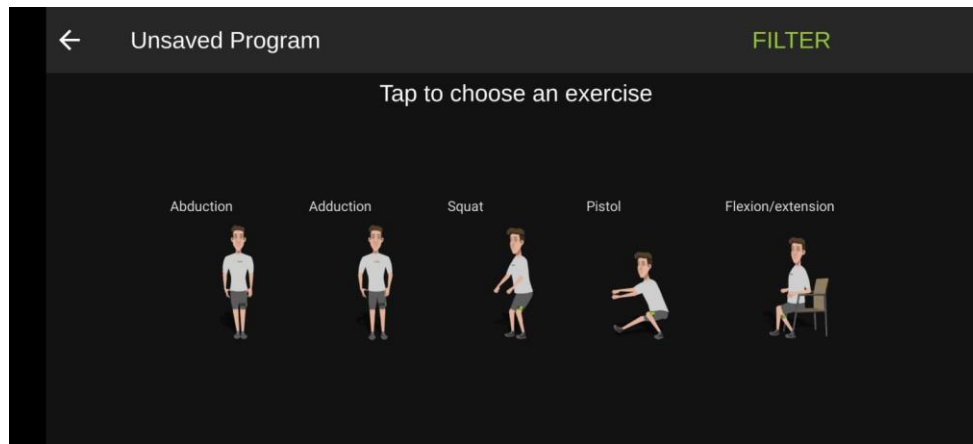 Unsaved Program
FILTER
Tap to choose an exercise
Abduction
Adduction
Squat
Pistol
Flexion/extension